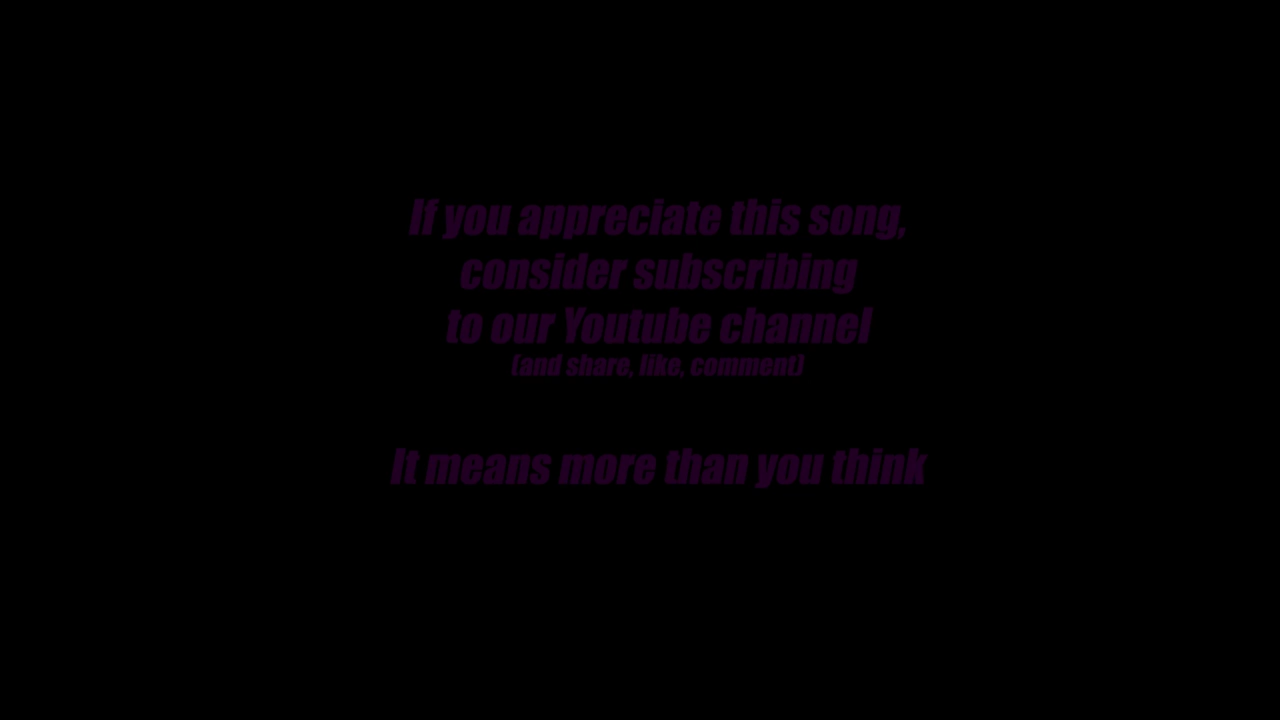 If you appreciate this song,
consider subscribing
to our Youtube channel
(and share, like, comment)
It means more than you think